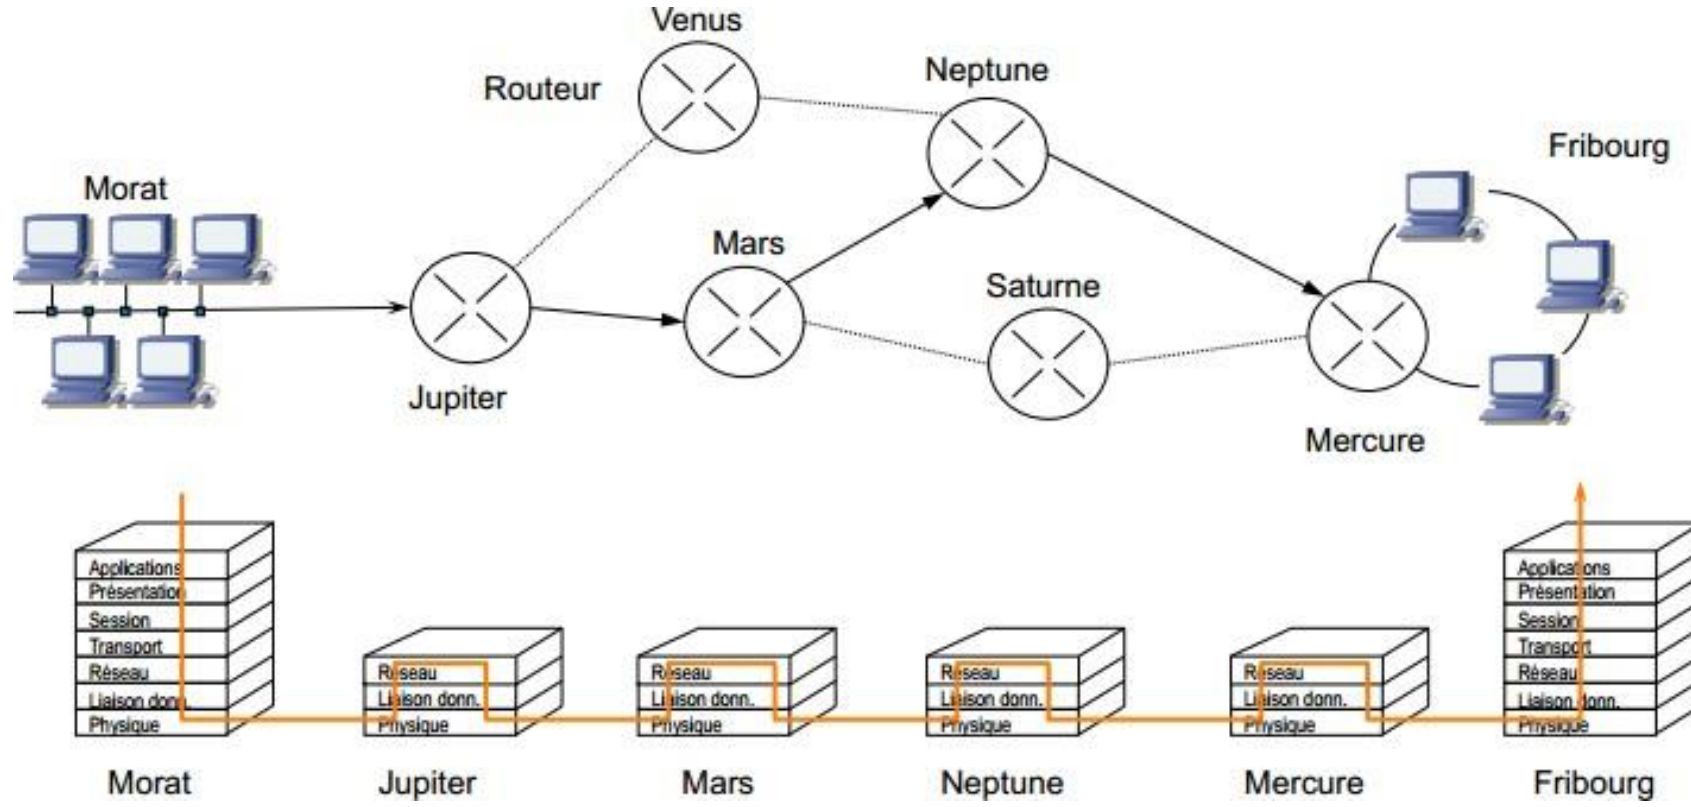 Venus
Routeur
Neptune
Fribourg
Morat
Mars
Saturne
Jupiter
Mercure
Applications
Présentation
Session
Transport
Réseau
Liaison donn.
Physique
Réseau
Liaison donn.
Physique
Réseau
Liaison donn.
Physique
Réseau
Liaison donn.
Physique
Réseau
Liaison donn.
Physique
Applications
Présentation
Session
Transport
Réseau
Liaison donn.
Physique
Morat
Jupiter
Mars
Neptune
Mercure
Fribourg